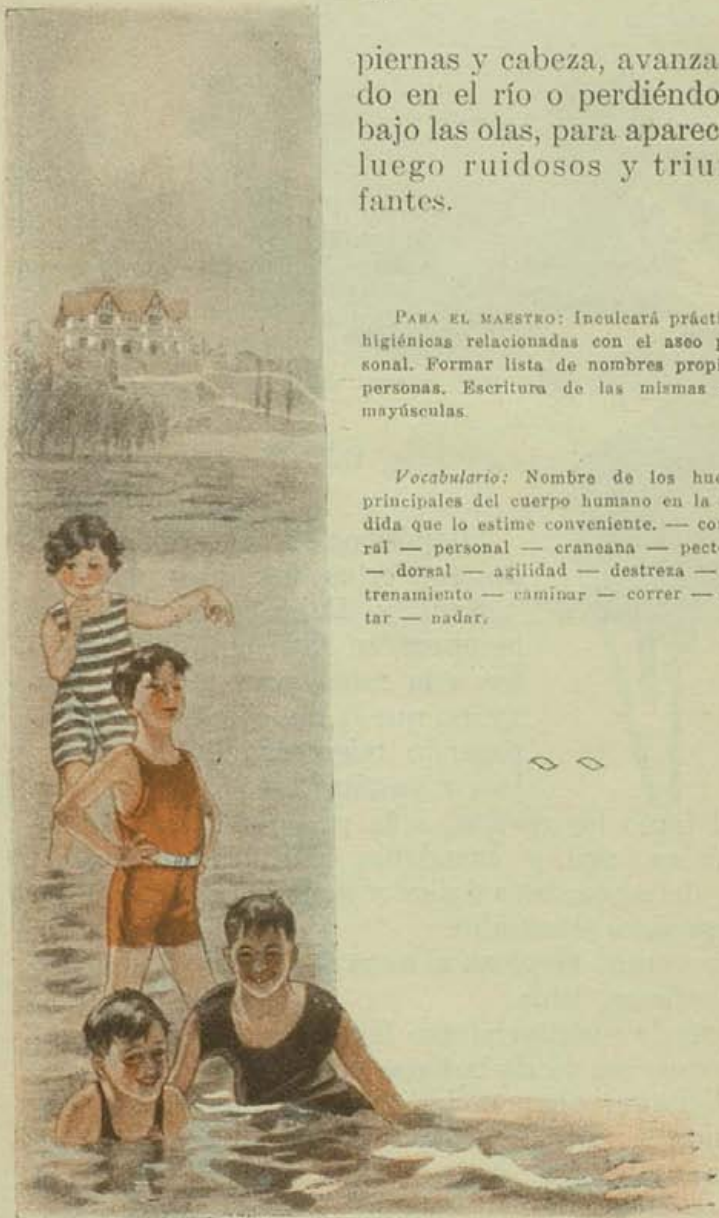 piernas y cabeza, avanza
do en el río o perdiéndo
bajo las olas, para aparec
luego ruidosos y triu
fantes.
PARA EL MAESTRO: Inculcará prácti
higiénicas relacionadas con el aseo p
sonal. Formar lista de nombres propi
personas. Escritura de las mismas
mayúsculas.
Vocabulario: Nombre de los hue
principales del cuerpo humano en la
dida que lo estime conveniente. — co
ral — personal — craneana — pect
— dorsal — agilidad — destreza —
trenamiento — caminar — correr —
tar — nadar.